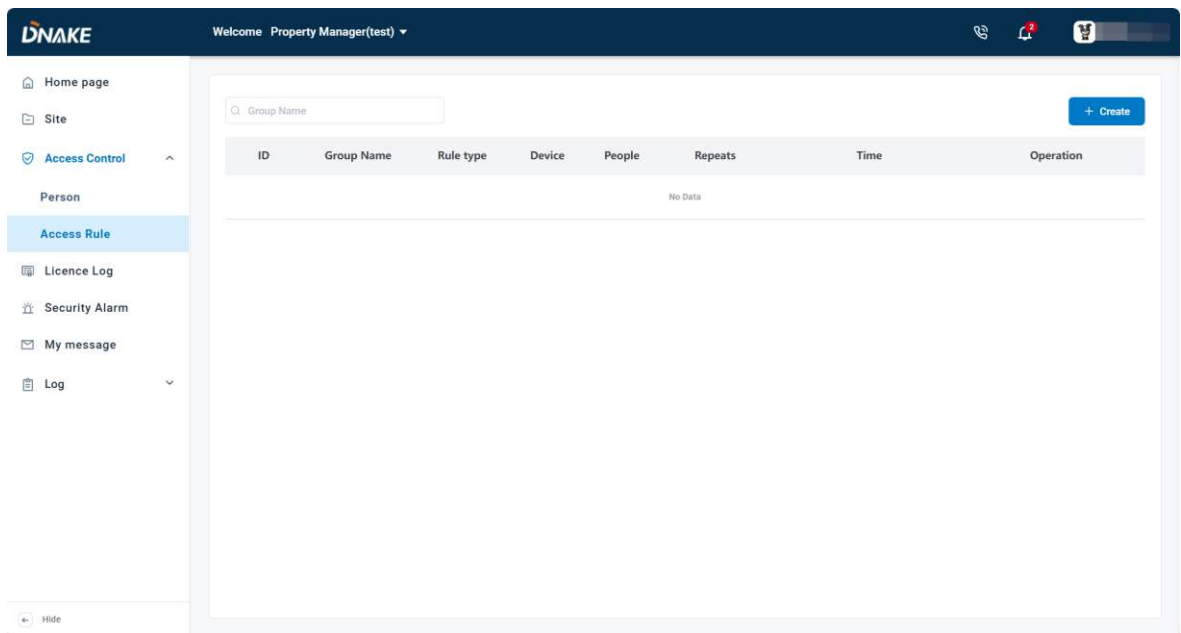 DNAKE
Welcome Property Manager(test)
2
Home page
Site
Access Control
Person
Access Rule
Licence Log
Security Alarm
My message
Log
Hide
Group Name
+ Create
ID Group Name Rule type Device People Repeats Time Operation
No Data